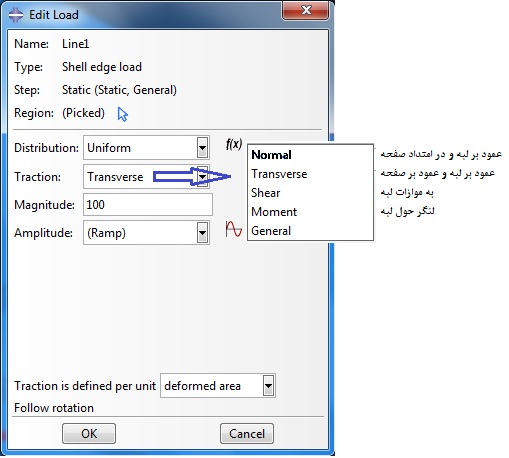 Edit Load
Name: Line1
Type: Shell edge load
Step: Static (Static, General)
Region: (Picked)
Distribution: Uniform f(x)
Traction: Transverse
Magnitude: 100
Amplitude: (Ramp)
Normal عمود بر لبه و در امتداد صفحه
Transverse عمود بر لبه و عمود بر صفحه
Shear به موازات لبه
Moment لنگر حول لبه
General
Traction is defined per unit deformed area
Follow rotation
OK Cancel